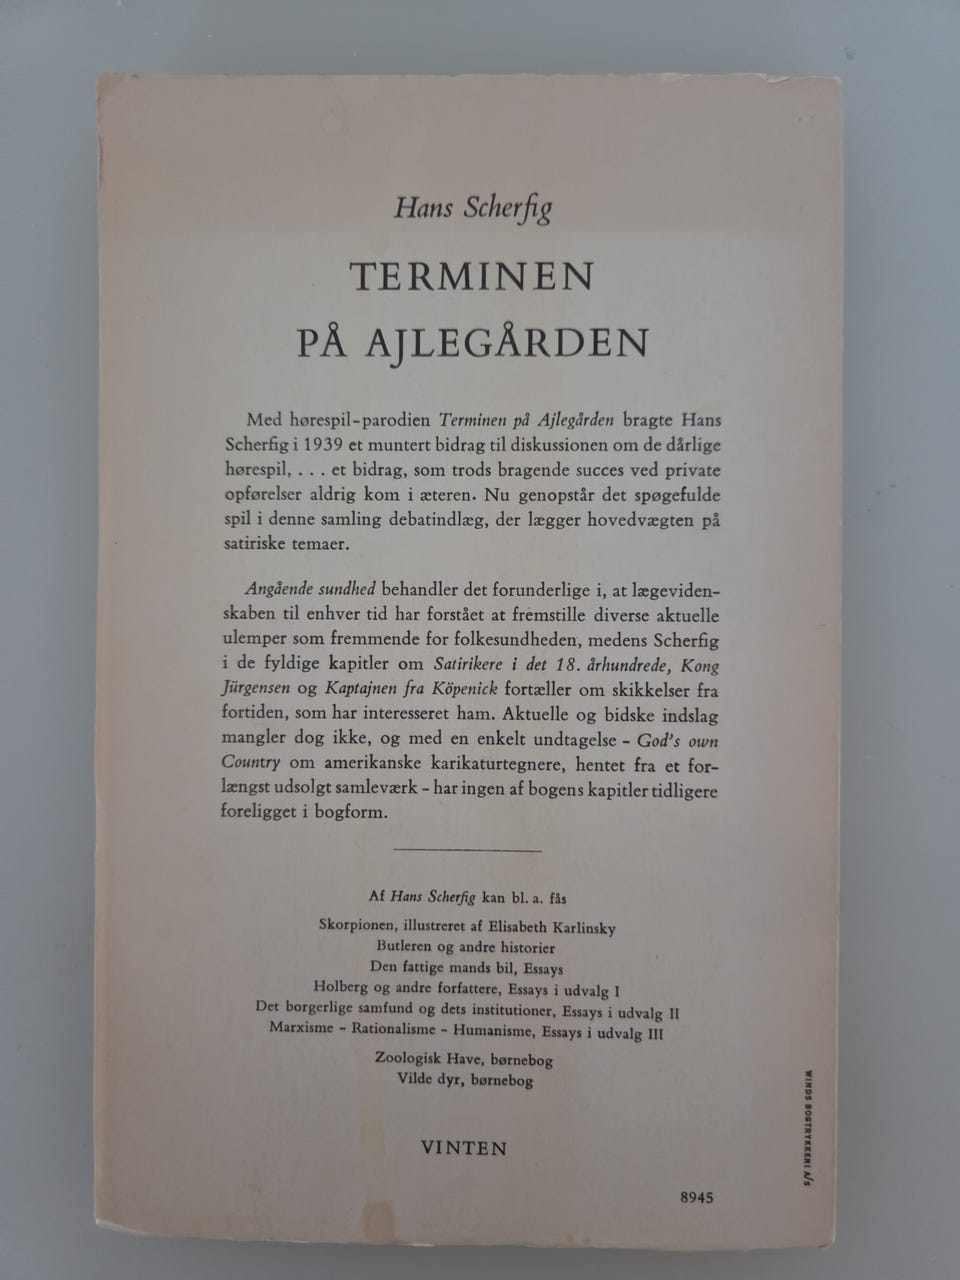 Hans Scherfig
TERMINEN
PÅ AJLEGÅRDEN
Med hørespil-parodien Terminen på Ajlegården bragte Hans
Scherfig i 1939 et muntert bidrag til diskussionen om de dårlige
hørespil, . . . et bidrag, som trods bragende succes ved private
opførelser aldrig kom i æteren. Nu genopstår det spøgefulde
spil i denne samling debatindlæg, der lægger hovedvægten på
satiriske temaer.
Angående sundhed behandler det forunderlige i, at lægeviden-
skaben til enhver tid har forstået at fremstille diverse aktuelle
ulemper som fremmende for folkesundheden, medens Scherfig
i de fyldige kapitler om Satirikere i det 18. århundrede, Kong
Jürgensen og Kaptajnen fra Köpenick fortæller om skikkelser fra
fortiden, som har interesseret ham. Aktuelle og bidske indslag
mangler dog ikke, og med en enkelt undtagelse – God's own
Country om amerikanske karikaturtegnere, hentet fra et for-
længst udsolgt samleværk – har ingen af bogens kapitler tidligere
foreligget i bogform.
Af Hans Scherfig kan bl. a. fås
Skorpionen, illustreret af Elisabeth Karlinsky
Butleren og andre historier
Den fattige mands bil, Essays
Holberg og andre forfattere, Essays i udvalg I
Det borgerlige samfund og dets institutioner, Essays i udvalg II
Marxisme – Rationalisme – Humanisme, Essays i udvalg III
Zoologisk Have, børnebog
Vilde dyr, børnebog
VINTEN
8945
WINDS BOGTRYKKERI A/S